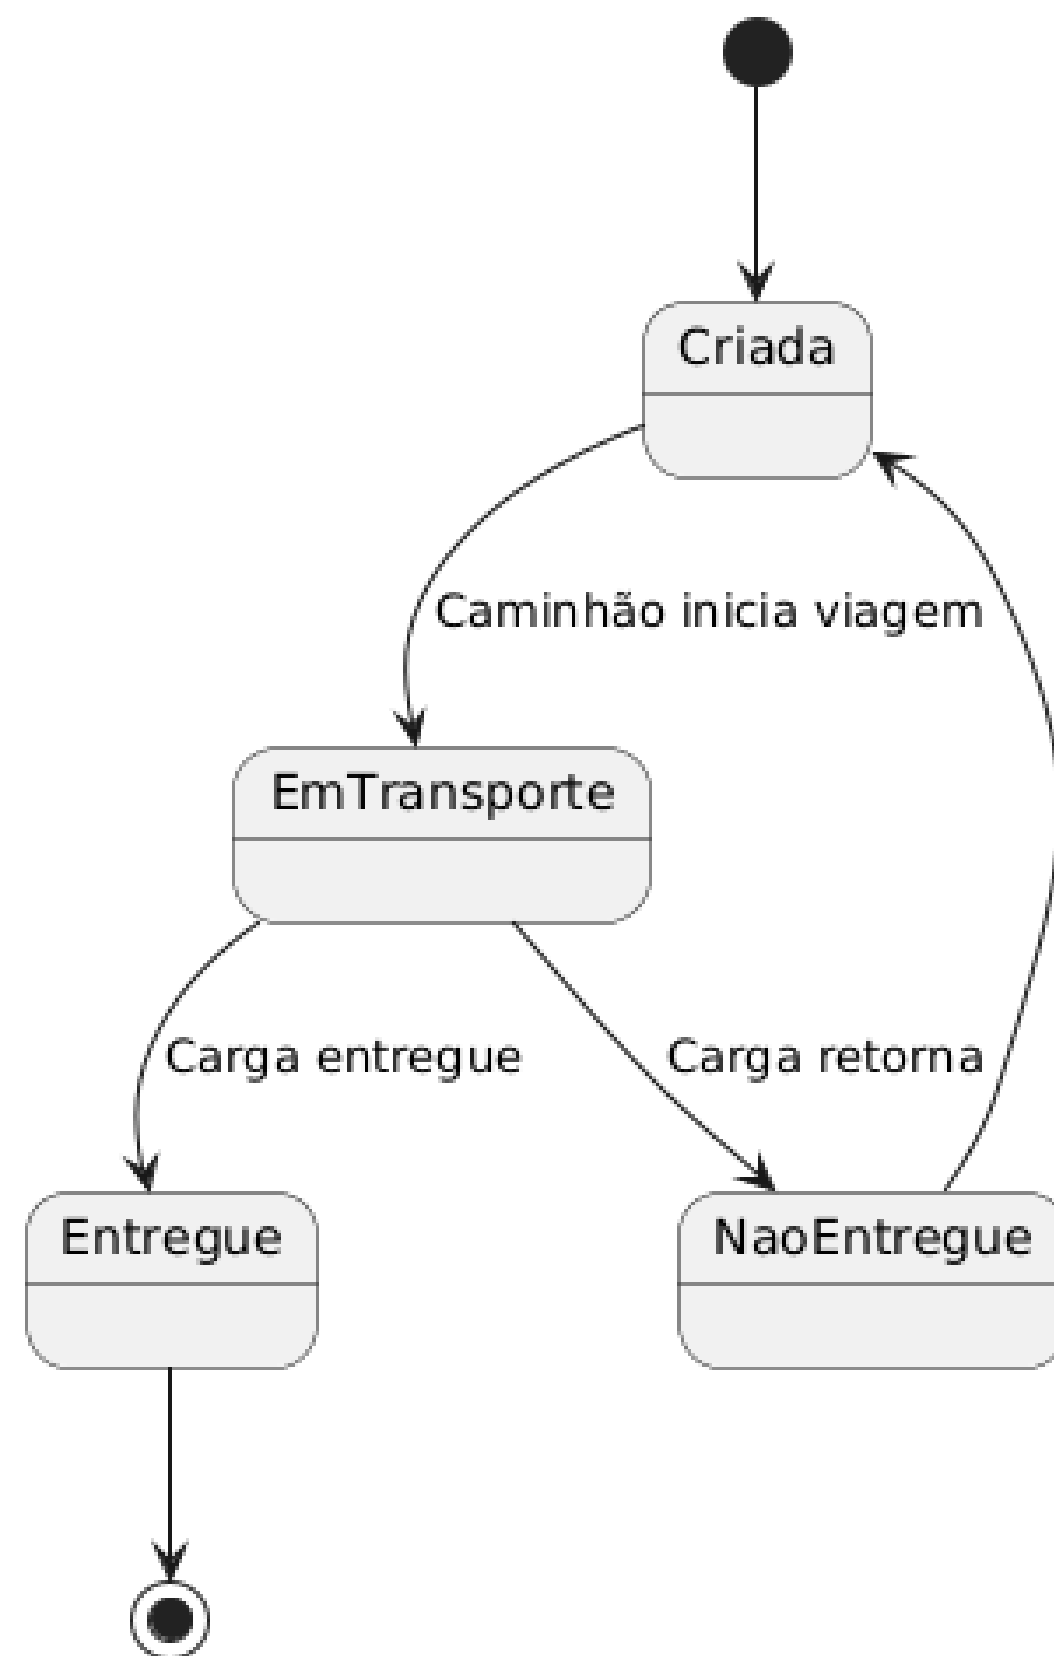 Criada
Caminhão inicia viagem
EmTransporte
Carga entregue
Carga retorna
Entregue
NaoEntregue